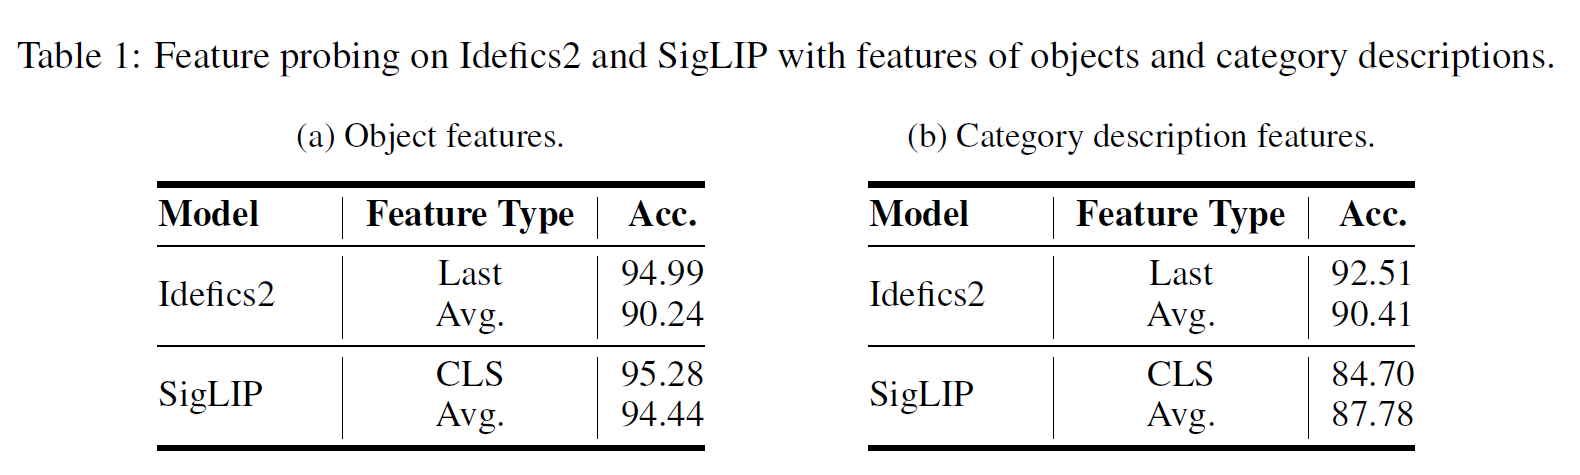 Table 1: Feature probing on Idefics2 and SigLIP with features of objects and category descriptions.
(a) Object features.
Model Feature Type Acc.
Idefics2 Last 94.99
Avg. 90.24
SigLIP CLS 95.28
Avg. 94.44
(b) Category description features.
Model Feature Type Acc.
Idefics2 Last 92.51
Avg. 90.41
SigLIP CLS 84.70
Avg. 87.78